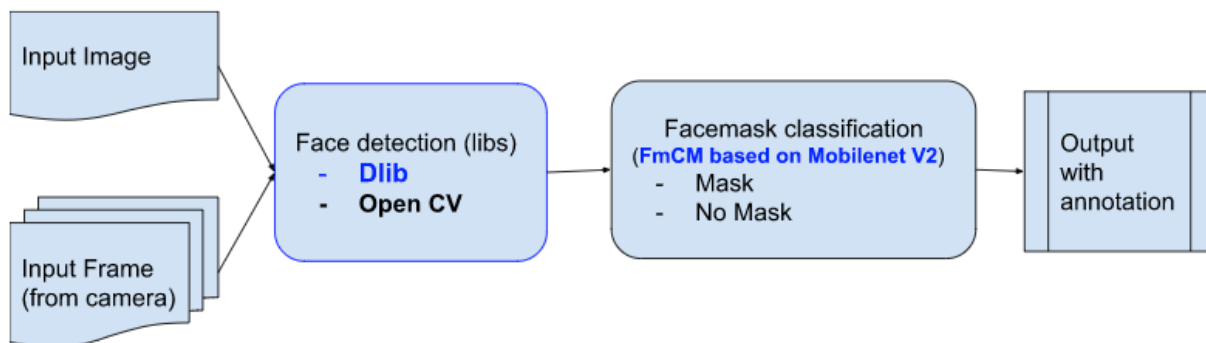 Input Image
Input Frame
(from camera)
Face detection (libs)
- Dlib
- Open CV
Facemask classification
(FmCM based on Mobilenet V2)
- Mask
- No Mask
Output
with
annotation